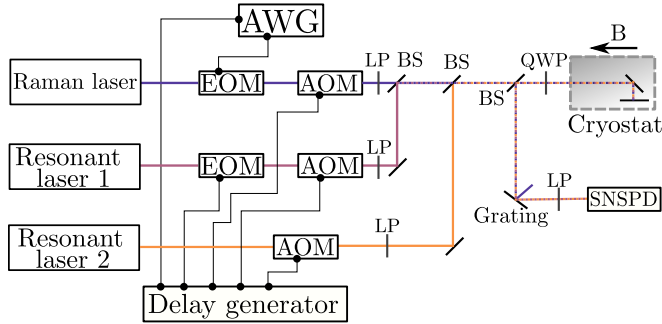 AWG
B
LP
BS
BS
QWP
Raman laser
EOM
AOM
BS
Cryostat
LP
Resonant
laser 1
EOM
AOM
LP
SNSPD
Grating
LP
Resonant
laser 2
AOM
Delay generator